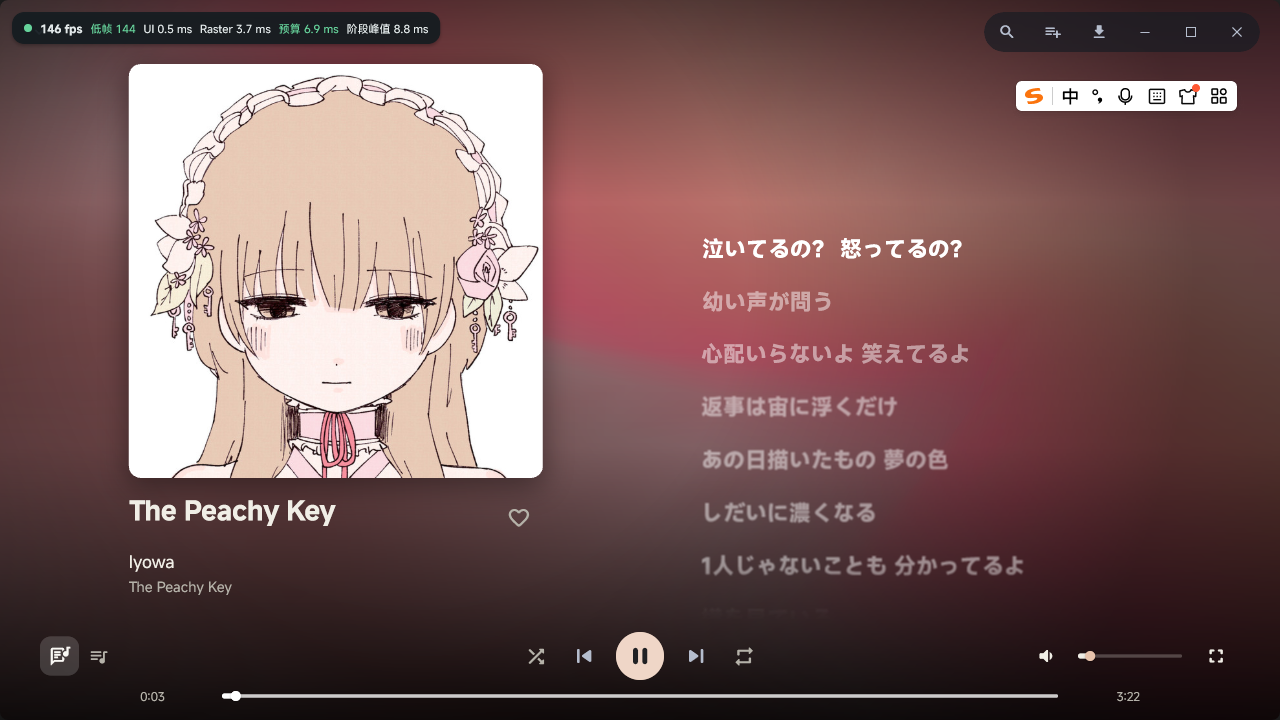 146 fps 低帧 144 UI 0.5 ms Raster 3.7 ms 预算 6.9 ms 阶段峰值 8.8 ms
中
泣いてるの? 怒ってるの?
幼い声が問う
心配いらないよ 笑えてるよ
返事は宙に浮くだけ
あの日描いたもの 夢の色
しだいに濃くなる
1人じゃないことも 分かってるよ
The Peachy Key
Iyowa
The Peachy Key
0:03
3:22